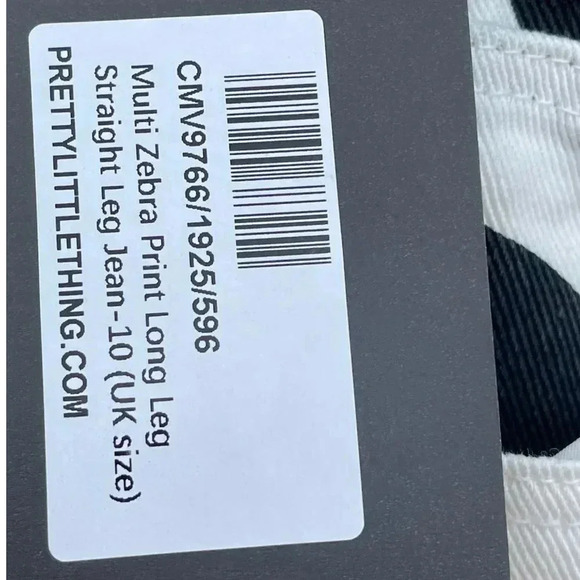 CMV9766/1925/596
Multi Zebra Print Long Leg
Straight Leg Jean-10 (UK size)
PRETTYLITTLETHING.COM